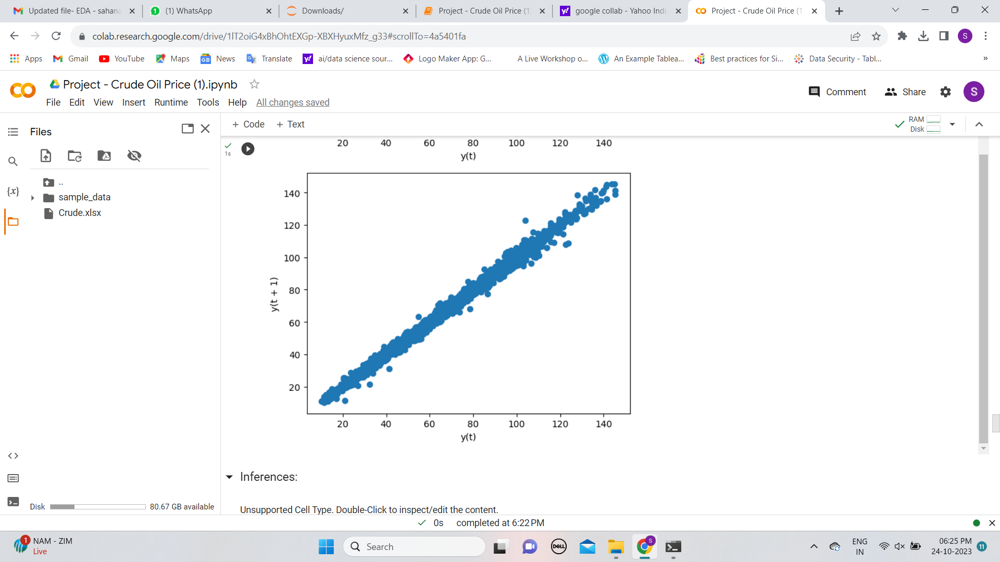 Updated file- EDA - sahana
(1) WhatsApp
Downloads/
Project - Crude Oil Price (1)
google collab - Yahoo Indi
Project - Crude Oil Price (1
colab.research.google.com/drive/1lT2oiG4xBhOhtEXGp-XBXHyuxMfz_g33#scrollTo=4a5401fa
S
Apps
Gmail
YouTube
Maps
News
Translate
ai/data science sour...
Logo Maker App: G...
A Live Workshop o...
An Example Tablea...
Best practices for Si...
Data Security - Tabl...
»
Project - Crude Oil Price (1).ipynb
File Edit View Insert Runtime Tools Help All changes saved
Comment
Share
S
Files
+ Code + Text
RAM
Disk
{x}
..
sample_data
Crude.xlsx
1s
20 40 60 80 100 120 140
y(t)
140
120
100
80
60
40
20
y(t + 1)
20 40 60 80 100 120 140
y(t)
Inferences:
Unsupported Cell Type. Double-Click to inspect/edit the content.
Disk 80.67 GB available
0s completed at 6:22 PM
1
NAM - ZIM
Live
Search
DELL
S
ENG
IN
06:25 PM
24-10-2023
11